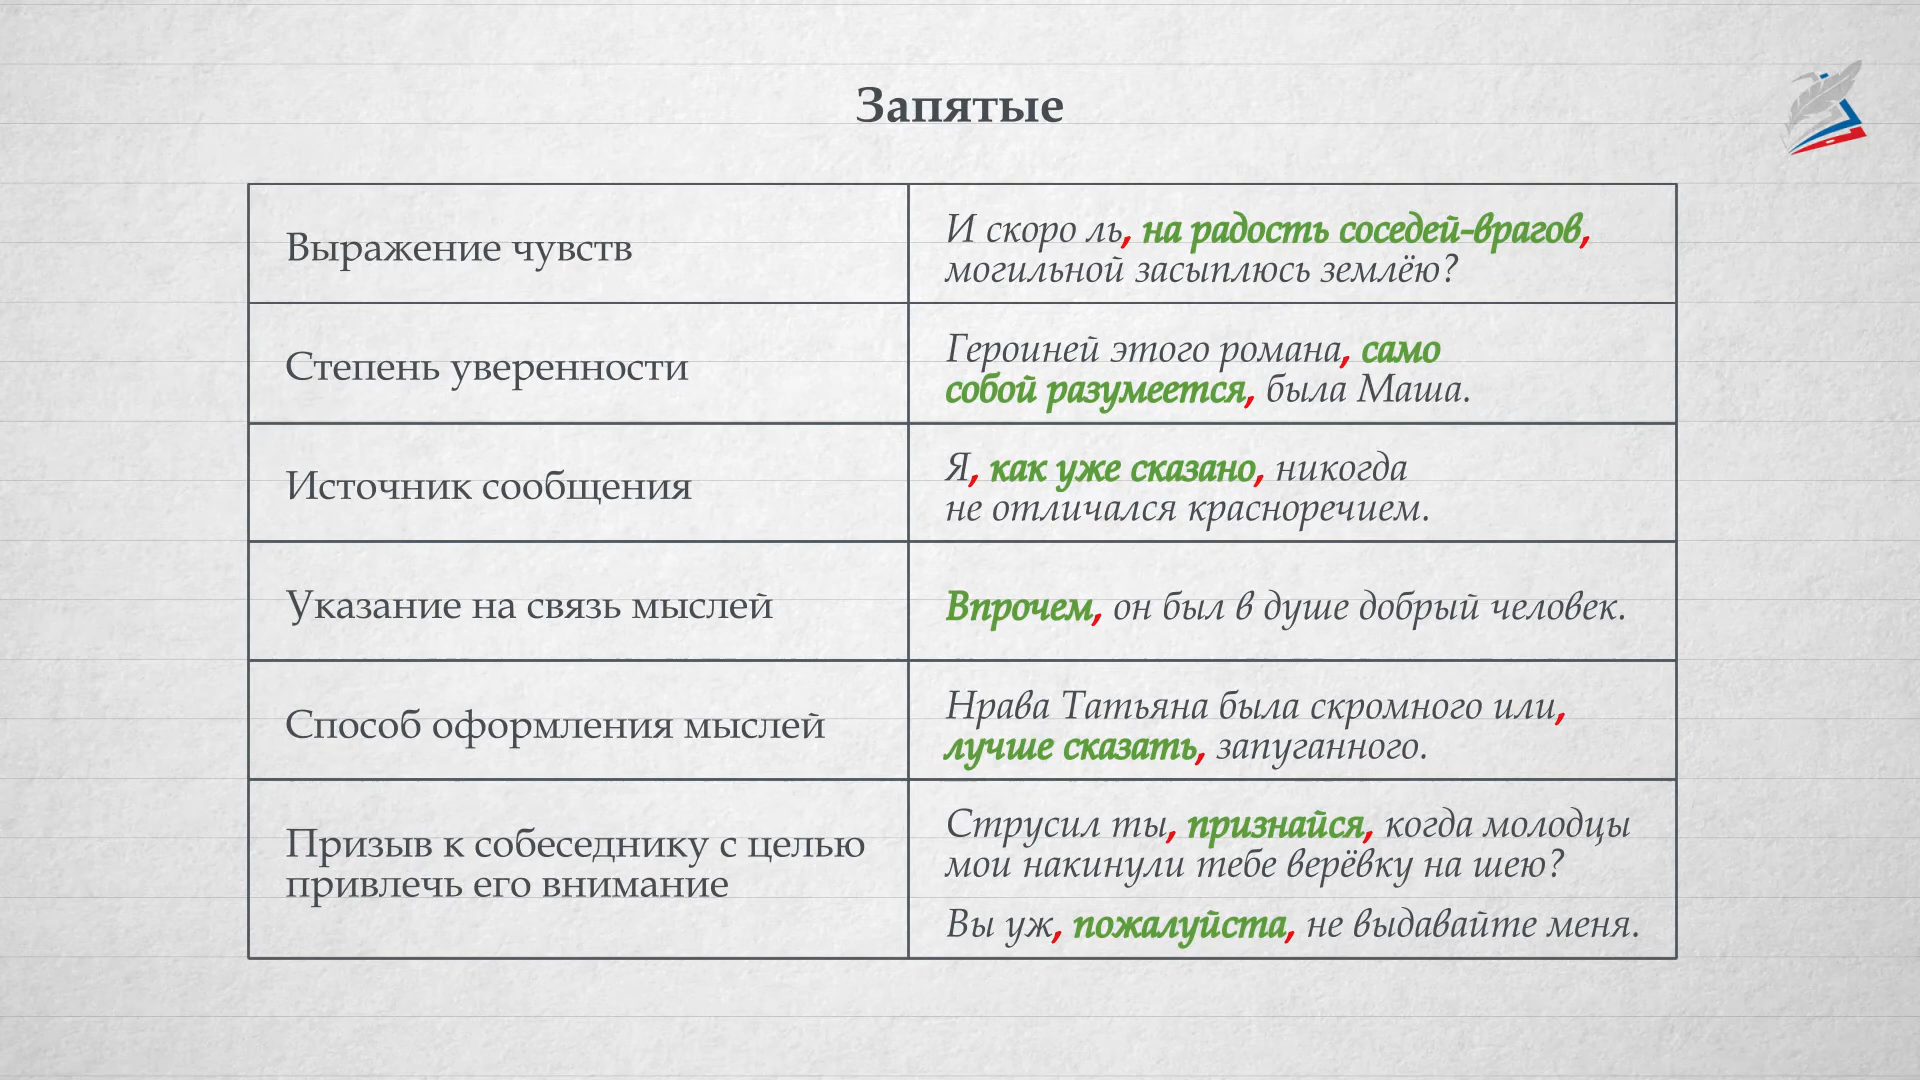 Запятые
Выражение чувств
И скоро ль, на радость соседей-врагов,
могильной засыплюсь землёю?
Степень уверенности
Героиней этого романа, само
собой разумеется, была Маша.
Источник сообщения
Я, как уже сказано, никогда
не отличался красноречием.
Указание на связь мыслей
Впрочем, он был в душе добрый человек.
Способ оформления мыслей
Нрава Татьяна была скромного или,
лучше сказать, запуганного.
Призыв к собеседнику с целью
привлечь его внимание
Струсил ты, признайся, когда молодцы
мои накинули тебе верёвку на шею?
Вы уж, пожалуйста, не выдавайте меня.